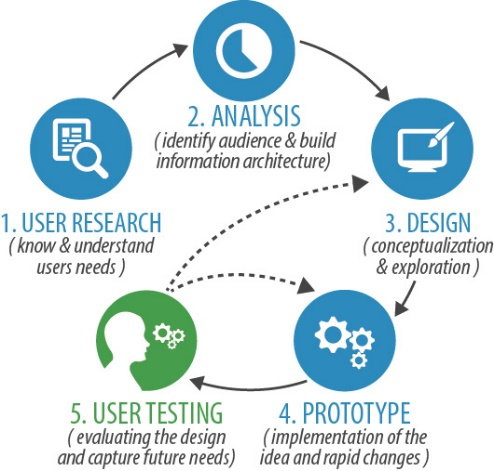 2. ANALYSIS
( identify audience & build
information architecture)
1. USER RESEARCH
( know & understand
users needs )
3. DESIGN
( conceptualization
& exploration )
5. USER TESTING
( evaluating the design
and capture future needs)
4. PROTOTYPE
( implementation of the
idea and rapid changes )